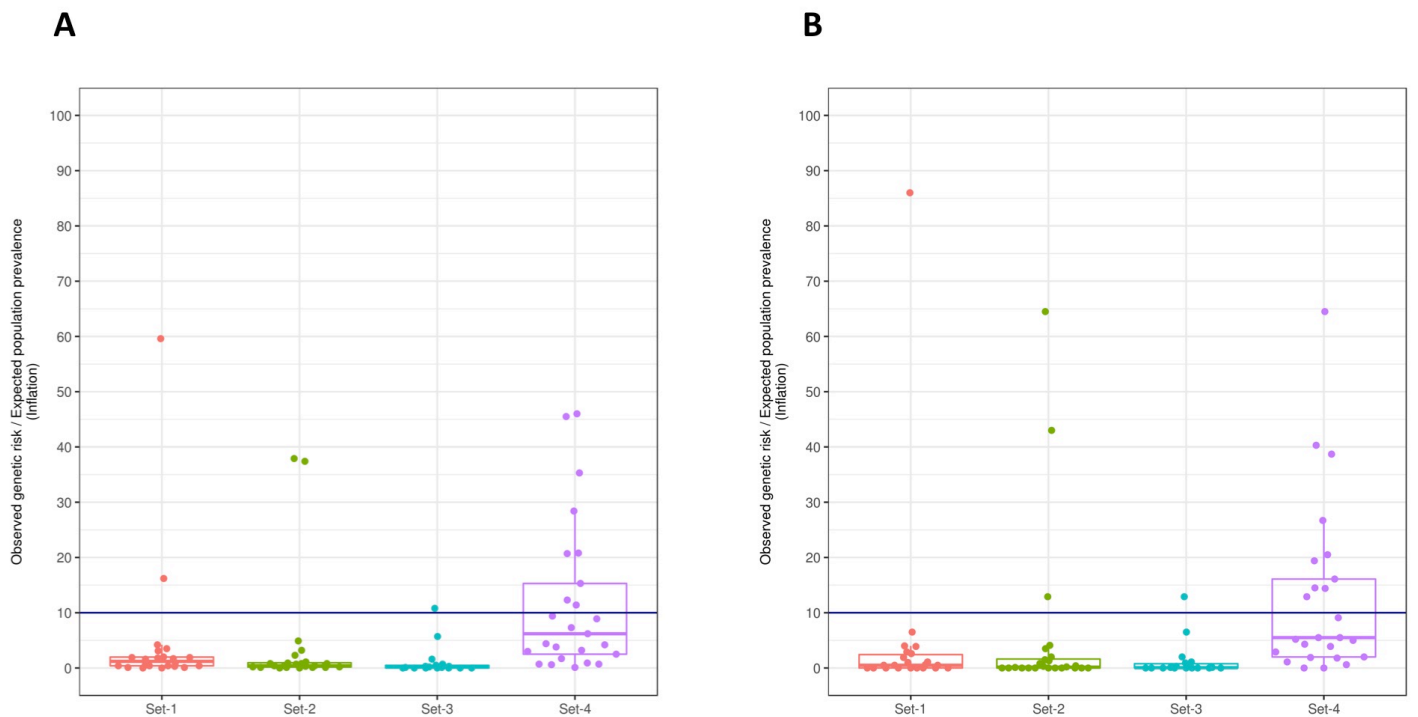 A
B
Observed genetic risk / Expected population prevalence
(Inflation)
100
90
80
70
60
50
40
30
20
10
0
Set-1
Set-2
Set-3
Set-4
Observed genetic risk / Expected population prevalence
(Inflation)
100
90
80
70
60
50
40
30
20
10
0
Set-1
Set-2
Set-3
Set-4